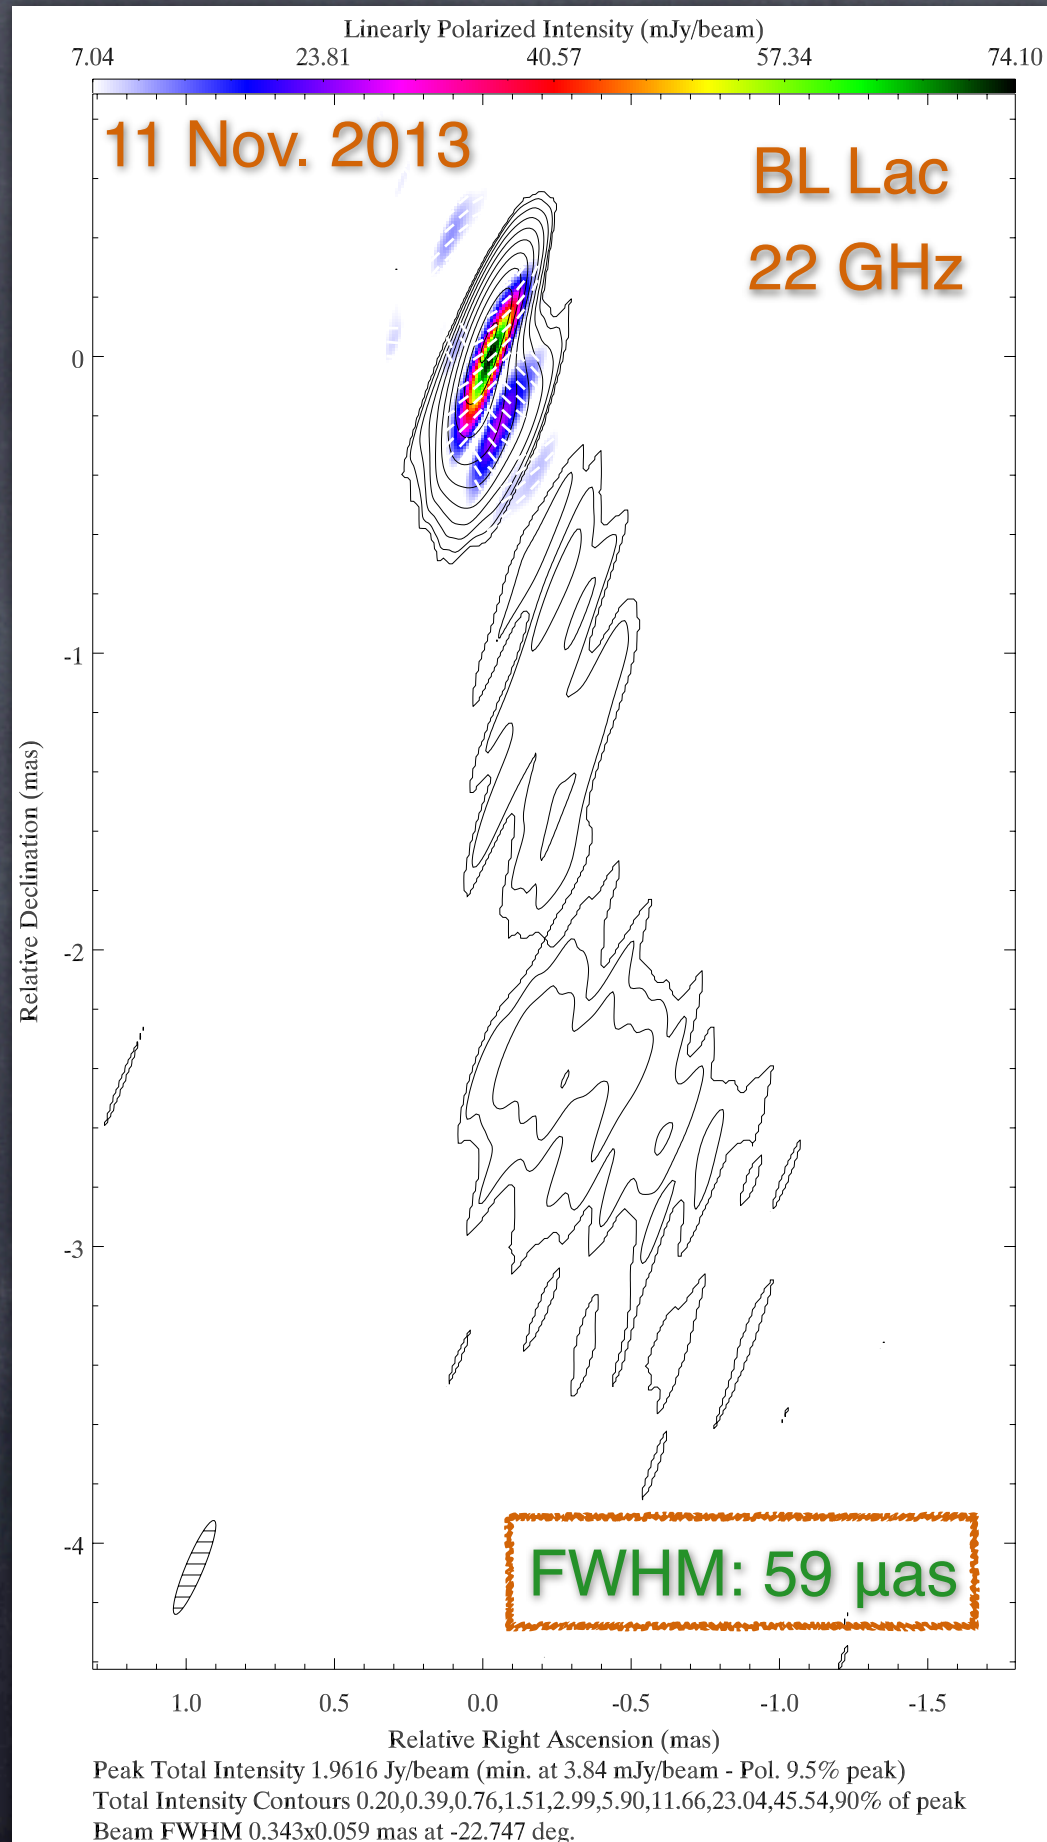 Linearly Polarized Intensity (mJy/beam)
7.04 23.81 40.57 57.34 74.10
11 Nov. 2013
BL Lac
22 GHz
0
-1
Relative Declination (mas)
-2
-3
-4
FWHM: 59 µas
1.0 0.5 0.0 -0.5 -1.0 -1.5
Relative Right Ascension (mas)
Peak Total Intensity 1.9616 Jy/beam (min. at 3.84 mJy/beam - Pol. 9.5% peak)
Total Intensity Contours 0.20,0.39,0.76,1.51,2.99,5.90,11.66,23.04,45.54,90% of peak
Beam FWHM 0.343x0.059 mas at -22.747 deg.